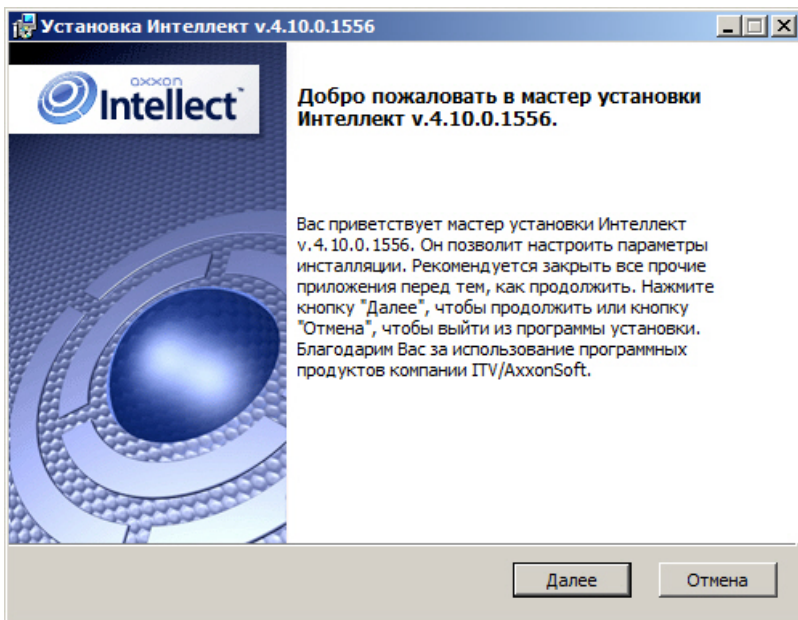 Установка Интеллект v.4.10.0.1556
axxon
Intellect
Добро пожаловать в мастер установки
Интеллект v.4.10.0.1556.
Вас приветствует мастер установки Интеллект
v.4.10.0.1556. Он позволит настроить параметры
инсталляции. Рекомендуется закрыть все прочие
приложения перед тем, как продолжить. Нажмите
кнопку "Далее", чтобы продолжить или кнопку
"Отмена", чтобы выйти из программы установки.
Благодарим Вас за использование программных
продуктов компании ITV/AxxonSoft.
Далее
Отмена